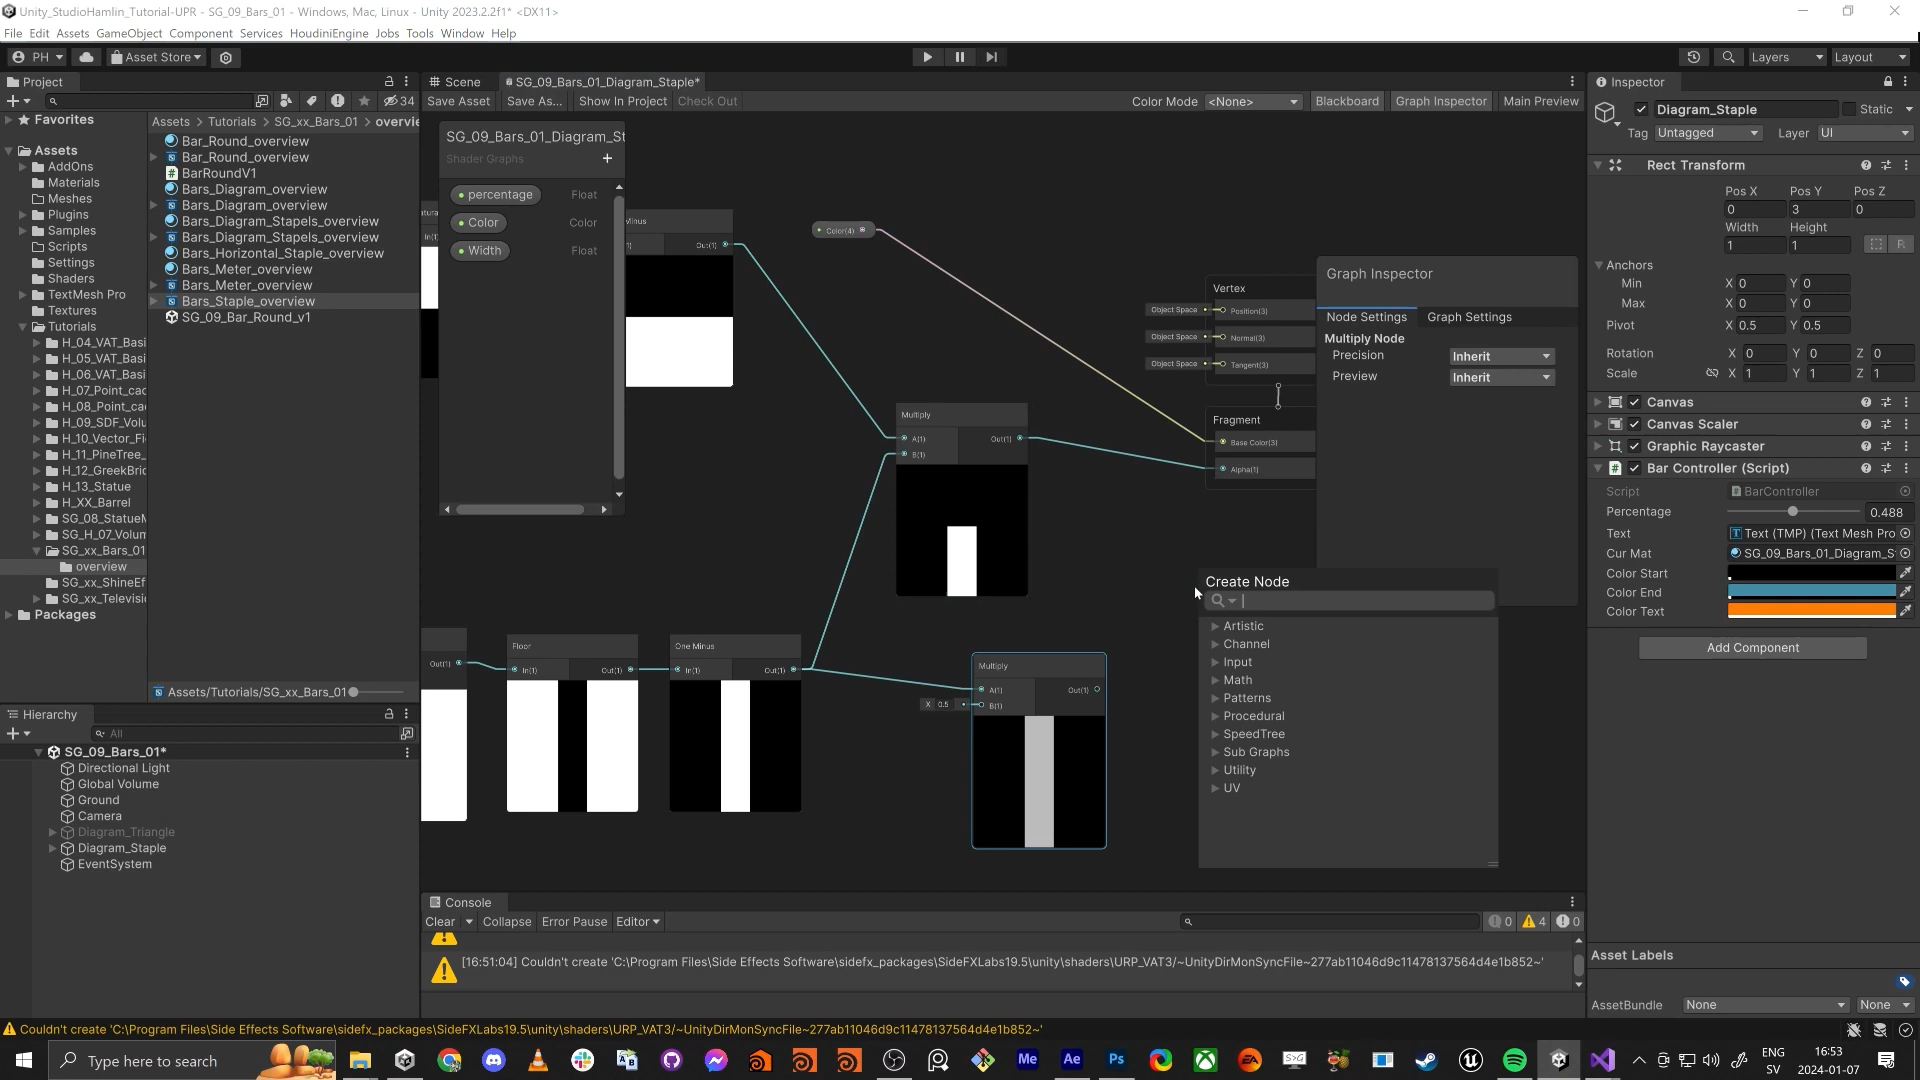 Unity_StudioHamlin_Tutorial-UPR - SG_09_Bars_01 - Windows, Mac, Linux - Unity 2023.2.2f1* <DX11>
File Edit Assets GameObject Component Services HoudiniEngine Jobs Tools Window Help
PH Asset Store Layers Layout
Project
34
Favorites
Assets
AddOns
Materials
Meshes
Plugins
Samples
Scripts
Settings
Shaders
TextMesh Pro
Textures
Tutorials
H_04_VAT_Basi
H_05_VAT_Basi
H_06_VAT_Basi
H_07_Point_cac
H_08_Point_cac
H_09_SDF_Volu
H_10_Vector_Fi
H_11_PineTree_
H_12_GreekBric
H_13_Statue
H_XX_Barrel
SG_08_StatueM
SG_H_07_Volum
SG_xx_Bars_01
overview
SG_xx_ShineEf
SG_xx_Televisi
Packages
Assets > Tutorials > SG_xx_Bars_01 > overvie
Bar_Round_overview
Bar_Round_overview
BarRoundV1
Bars_Diagram_overview
Bars_Diagram_overview
Bars_Diagram_Stapels_overview
Bars_Diagram_Stapels_overview
Bars_Horizontal_Staple_overview
Bars_Meter_overview
Bars_Meter_overview
Bars_Staple_overview
SG_09_Bar_Round_v1
Assets/Tutorials/SG_xx_Bars_01
Hierarchy
All
SG_09_Bars_01*
Directional Light
Global Volume
Ground
Camera
Diagram_Triangle
Diagram_Staple
EventSystem
Scene SG_09_Bars_01_Diagram_Staple*
Save Asset Save As... Show In Project Check Out Color Mode <None> Blackboard Graph Inspector Main Preview
SG_09_Bars_01_Diagram_St
Shader Graphs
percentage Float
Color Color
Width Float
In(1)
Minus
Out(1)
Color(4)
Multiply
A(1) Out(1)
B(1)
Vertex
Object Space Position(3)
Object Space Normal(3)
Object Space Tangent(3)
Fragment
Base Color(3)
Alpha(1)
Out(1)
Floor
In(1) Out(1)
One Minus
In(1) Out(1)
Multiply
A(1) Out(1)
X 0.5 B(1)
Graph Inspector
Node Settings Graph Settings
Multiply Node
Precision Inherit
Preview Inherit
Create Node
Artistic
Channel
Input
Math
Patterns
Procedural
SpeedTree
Sub Graphs
Utility
UV
Console
Clear Collapse Error Pause Editor 0 4 0
[16:51:04] Couldn't create 'C:\Program Files\Side Effects Software\sidefx_packages\SideFXLabs19.5\unity\shaders\URP_VAT3/~UnityDirMonSyncFile~277ab11046d9c11478137564d4e1b852~'
Inspector
Diagram_Staple Static
Tag Untagged Layer UI
Rect Transform
Pos X Pos Y Pos Z
0 3 0
Width Height
1 1 R
Anchors
Min X 0 Y 0
Max X 0 Y 0
Pivot X 0.5 Y 0.5
Rotation X 0 Y 0 Z 0
Scale X 1 Y 1 Z 1
Canvas
Canvas Scaler
Graphic Raycaster
Bar Controller (Script)
Script BarController
Percentage 0.488
Text Text (TMP) (Text Mesh Pro
Cur Mat SG_09_Bars_01_Diagram_S
Color Start
Color End
Color Text
Add Component
Asset Labels
AssetBundle None None
Couldn't create 'C:\Program Files\Side Effects Software\sidefx_packages\SideFXLabs19.5\unity\shaders\URP_VAT3/~UnityDirMonSyncFile~277ab11046d9c11478137564d4e1b852~'
Type here to search
Me Ae Ps S>G EA
ENG
SV
16:53
2024-01-07